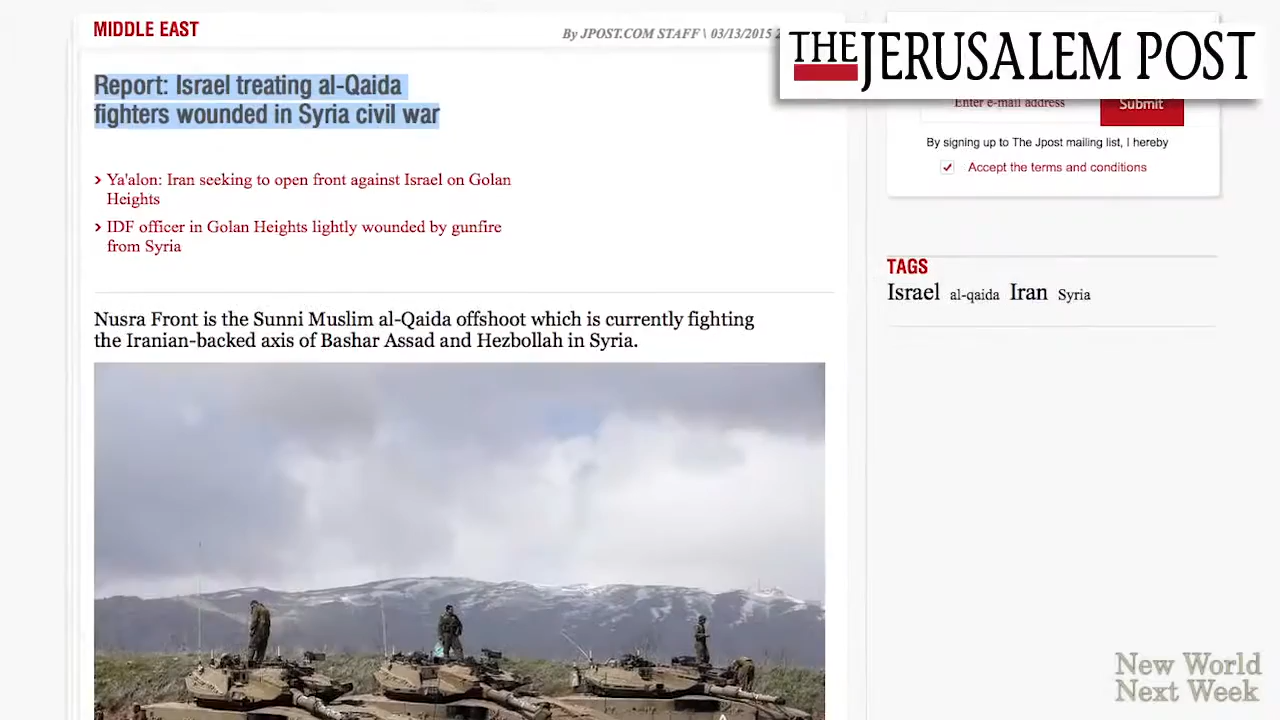 MIDDLE EAST
By JPOST.COM STAFF \ 03/13/2015
THE JERUSALEM POST
Report: Israel treating al-Qaida
fighters wounded in Syria civil war
Enter e-mail address
Submit
By signing up to The Jpost mailing list, I hereby
Accept the terms and conditions
Ya'alon: Iran seeking to open front against Israel on Golan
Heights
IDF officer in Golan Heights lightly wounded by gunfire
from Syria
TAGS
Israel al-qaida Iran Syria
Nusra Front is the Sunni Muslim al-Qaida offshoot which is currently fighting
the Iranian-backed axis of Bashar Assad and Hezbollah in Syria.
New World
Next Week